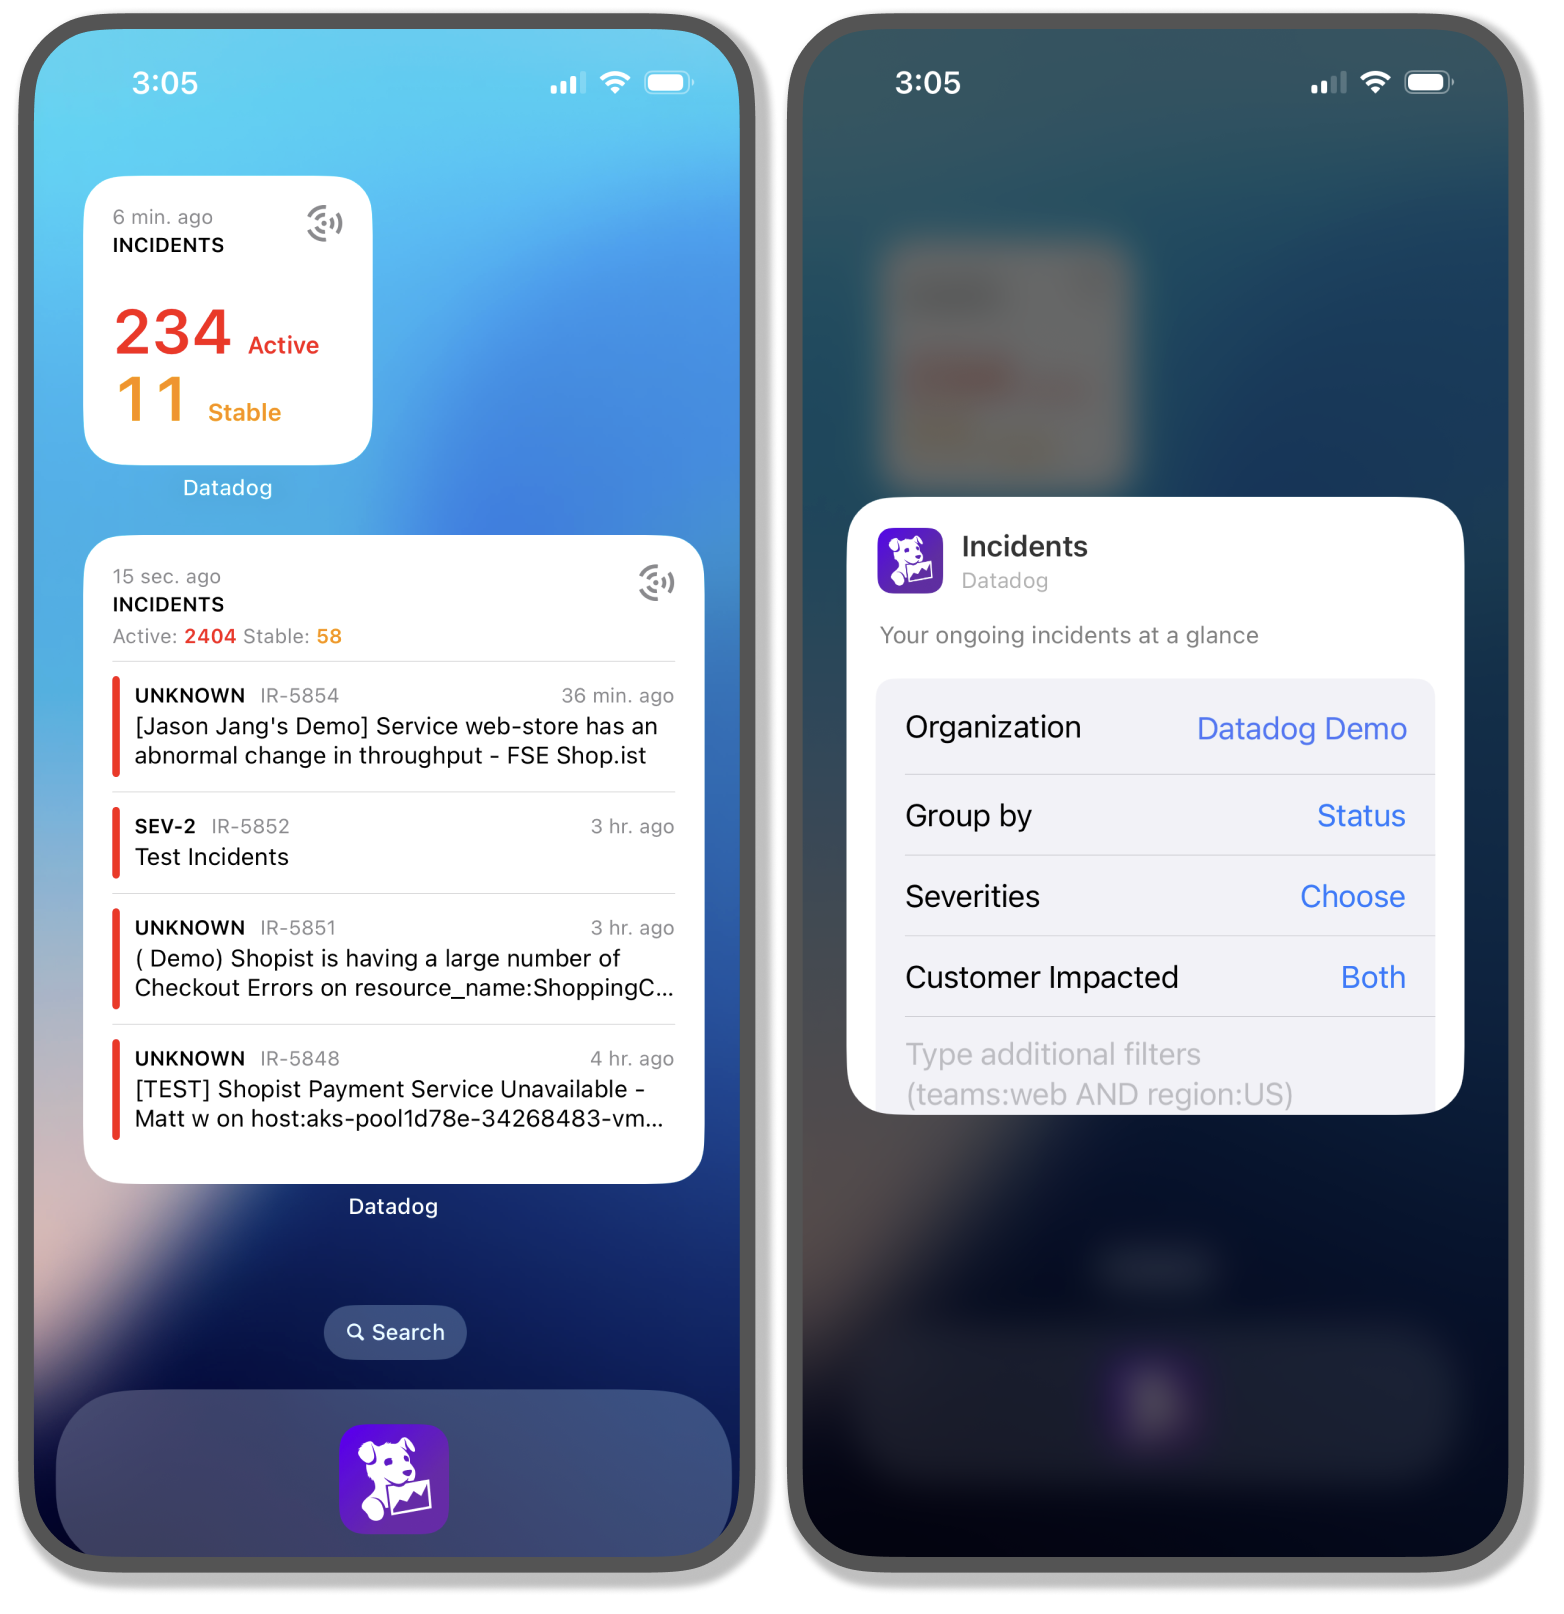 3:05
6 min. ago
INCIDENTS
234 Active
11 Stable
Datadog
15 sec. ago
INCIDENTS
Active: 2404 Stable: 58
UNKNOWN IR-5854 36 min. ago
[Jason Jang's Demo] Service web-store has an
abnormal change in throughput - FSE Shop.ist
SEV-2 IR-5852 3 hr. ago
Test Incidents
UNKNOWN IR-5851 3 hr. ago
( Demo) Shopist is having a large number of
Checkout Errors on resource_name:ShoppingC...
UNKNOWN IR-5848 4 hr. ago
[TEST] Shopist Payment Service Unavailable -
Matt w on host:aks-pool1d78e-34268483-vm...
Datadog
Search
3:05
Incidents
Datadog
Your ongoing incidents at a glance
Organization Datadog Demo
Group by Status
Severities Choose
Customer Impacted Both
Type additional filters
(teams:web AND region:US)